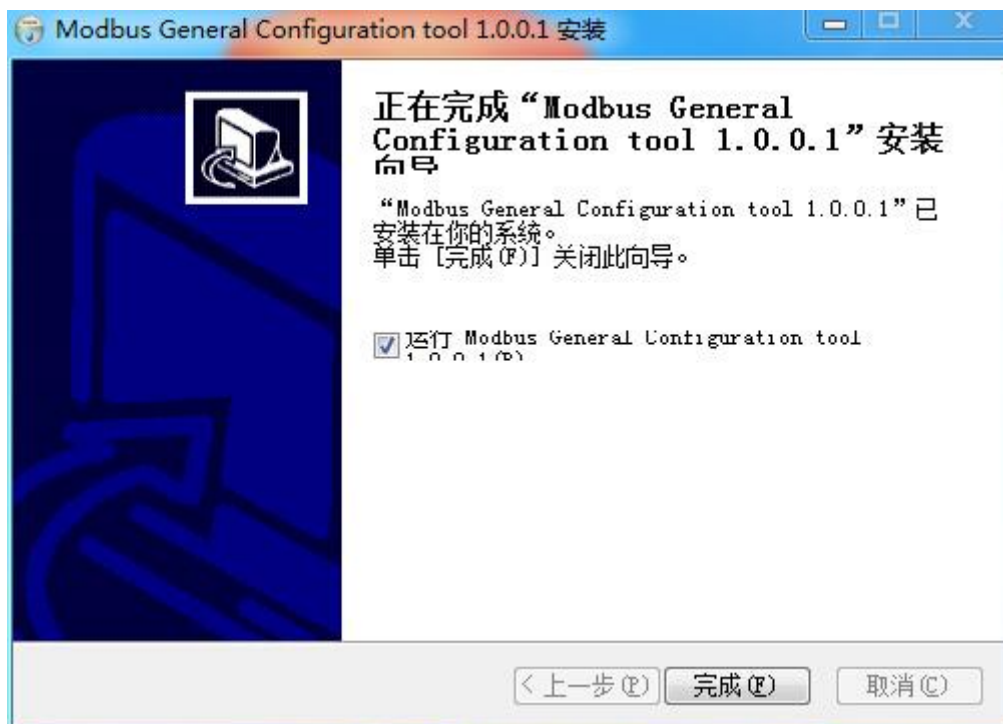 Modbus General Configuration tool 1.0.0.1 安装
正在完成“Modbus General
Configuration tool 1.0.0.1”安装
向导
“Modbus General Configuration tool 1.0.0.1”已
安装在你的系统。
单击 [完成(F)] 关闭此向导。
运行 Modbus General Configuration tool
1.0.0.1(R)
< 上一步(P)
完成(F)
取消(C)